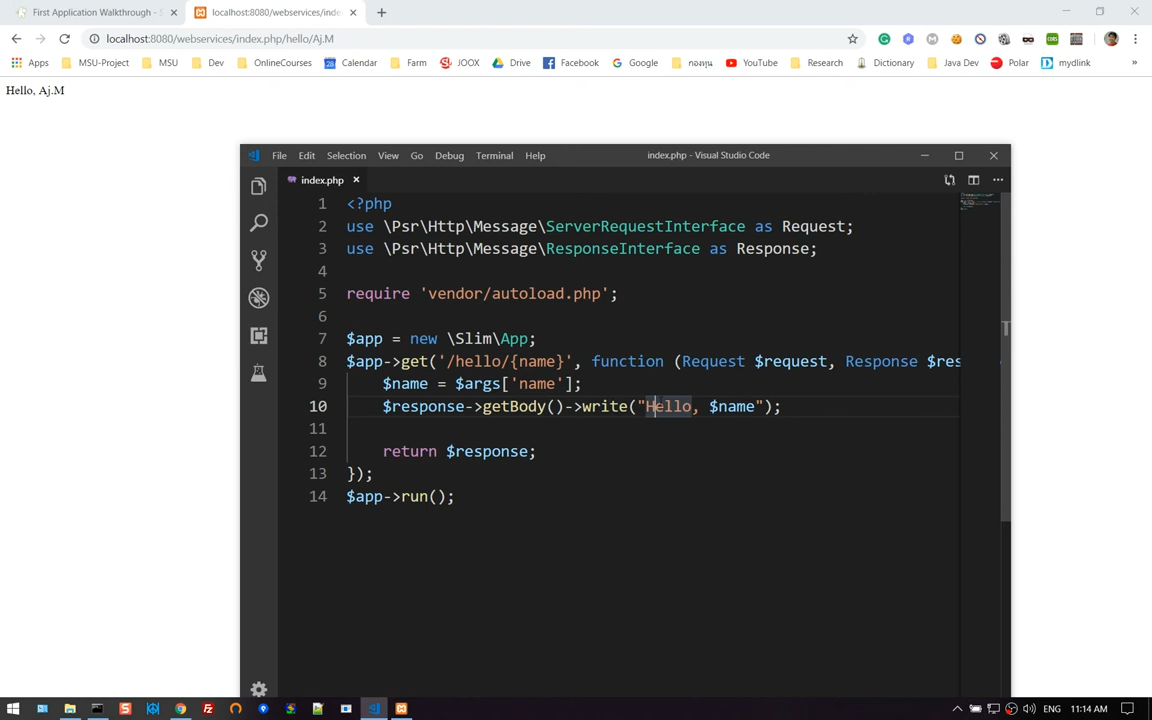 First Application Walkthrough - S
localhost:8080/webservices/inde
localhost:8080/webservices/index.php/hello/Aj.M
Apps MSU-Project MSU Dev OnlineCourses Calendar Farm JOOX Drive Facebook Google กองทุน YouTube Research Dictionary Java Dev Polar mydlink »
Hello, Aj.M
File Edit Selection View Go Debug Terminal Help index.php - Visual Studio Code
index.php
1 <?php
2 use \Psr\Http\Message\ServerRequestInterface as Request;
3 use \Psr\Http\Message\ResponseInterface as Response;
4
5 require 'vendor/autoload.php';
6
7 $app = new \Slim\App;
8 $app->get('/hello/{name}', function (Request $request, Response $res
9 $name = $args['name'];
10 $response->getBody()->write("Hello, $name");
11
12 return $response;
13 });
14 $app->run();
ENG 11:14 AM